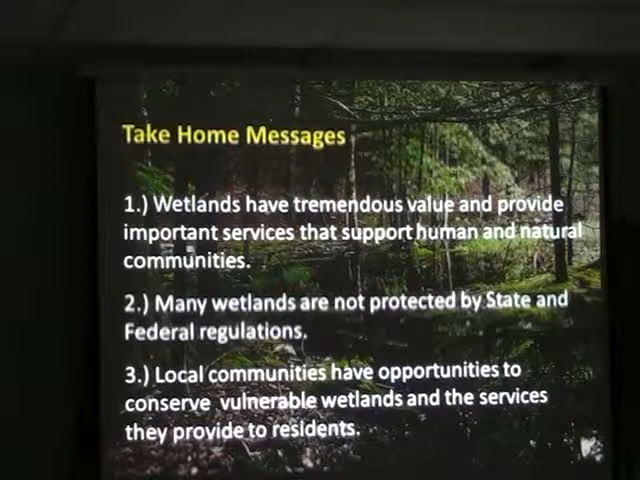 Take Home Messages
1.) Wetlands have tremendous value and provide
important services that support human and natural
communities.
2.) Many wetlands are not protected by State and
Federal regulations.
3.) Local communities have opportunities to
conserve vulnerable wetlands and the services
they provide to residents.